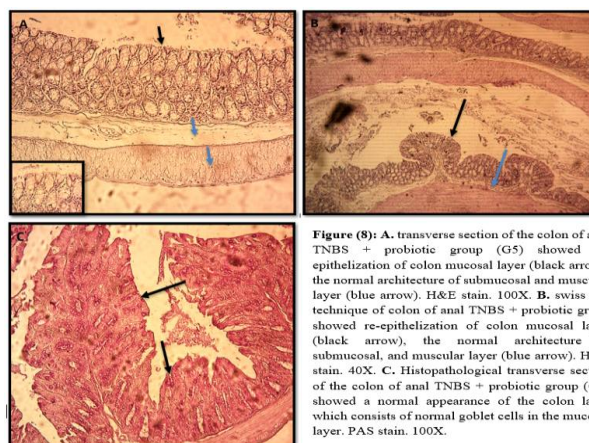 A
B
C
Figure (8): A. transverse section of the colon of a
TNBS + probiotic group (G5) showed
epithelization of colon mucosal layer (black arrow
the normal architecture of submucosal and muscu
layer (blue arrow). H&E stain. 100X. B. swiss
technique of colon of anal TNBS + probiotic gro
showed re-epithelization of colon mucosal la
(black arrow), the normal architecture
submucosal, and muscular layer (blue arrow). H
stain. 40X. C. Histopathological transverse sec
of the colon of anal TNBS + probiotic group (
showed a normal appearance of the colon la
which consists of normal goblet cells in the muco
layer. PAS stain. 100X.